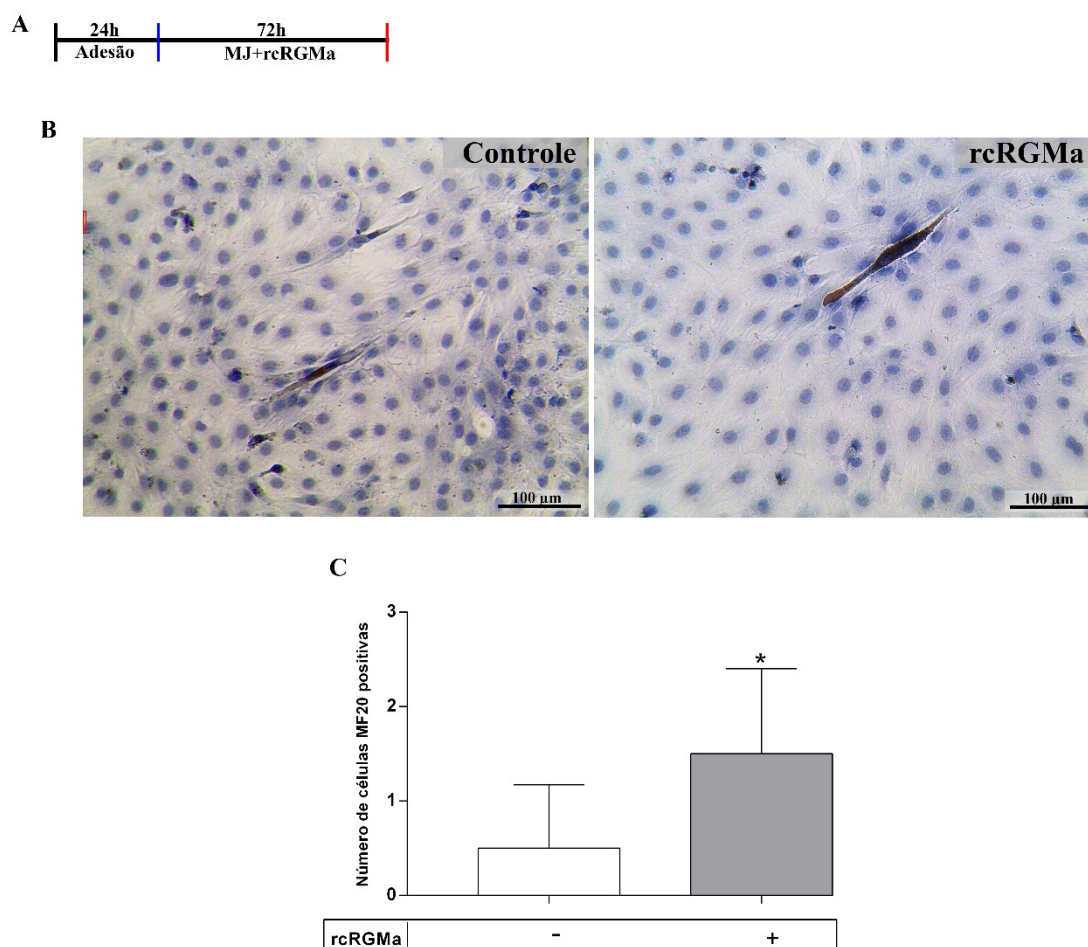 A
24h 72h
Adesão MJ+rcRGMa
B
Controle rcRGMa
100 µm 100 µm
C
Número de células MF20 positivas
3
2
1
0
*
rcRGMa - +